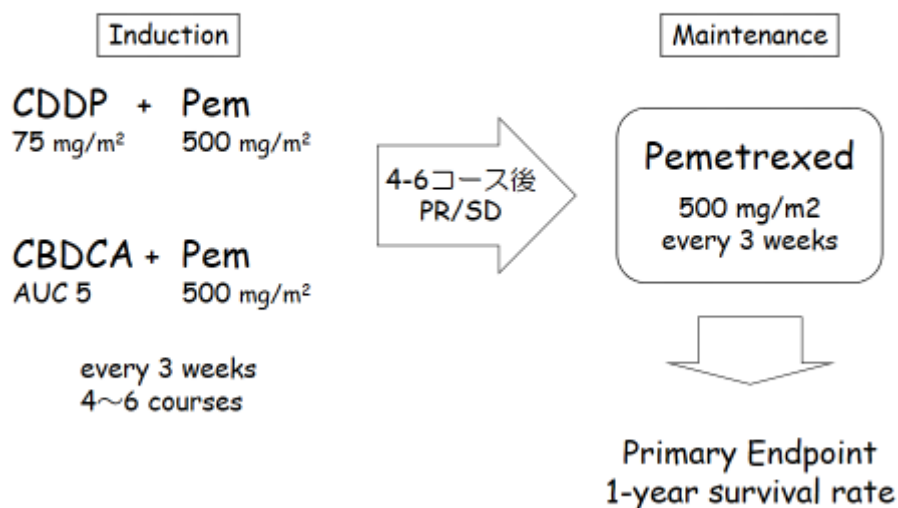 Induction
CDDP + Pem
75 mg/m² 500 mg/m²
CBDCA + Pem
AUC 5 500 mg/m²
every 3 weeks
4～6 courses
4-6コース後
PR/SD
Maintenance
Pemetrexed
500 mg/m2
every 3 weeks
Primary Endpoint
1-year survival rate